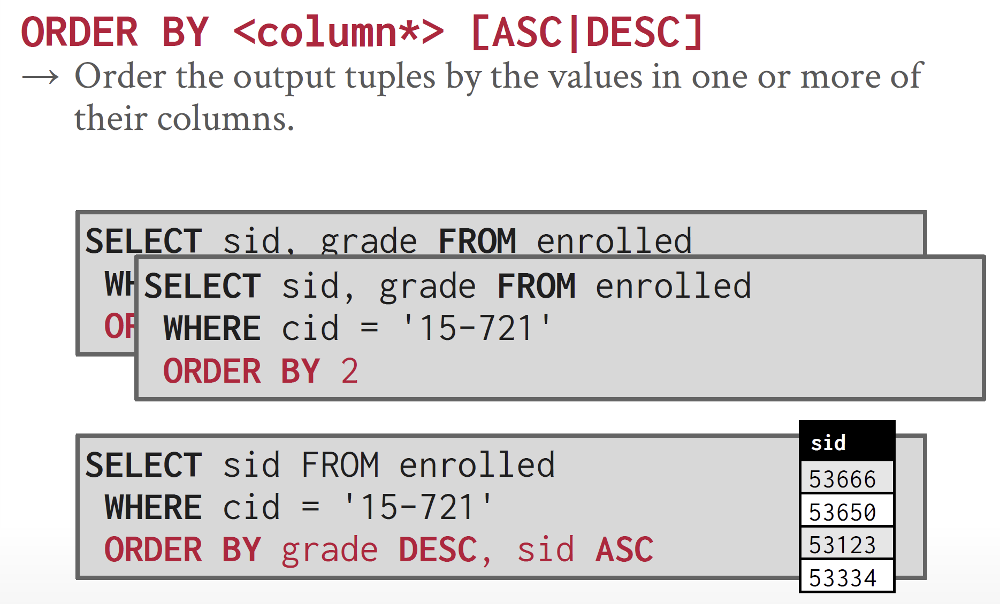 ORDER BY <column*> [ASC|DESC]
→ Order the output tuples by the values in one or more of
their columns.
SELECT sid, grade FROM enrolled
SELECT sid, grade FROM enrolled
WHERE cid = '15-721'
ORDER BY 2
SELECT sid FROM enrolled
WHERE cid = '15-721'
ORDER BY grade DESC, sid ASC
sid
53666
53650
53123
53334